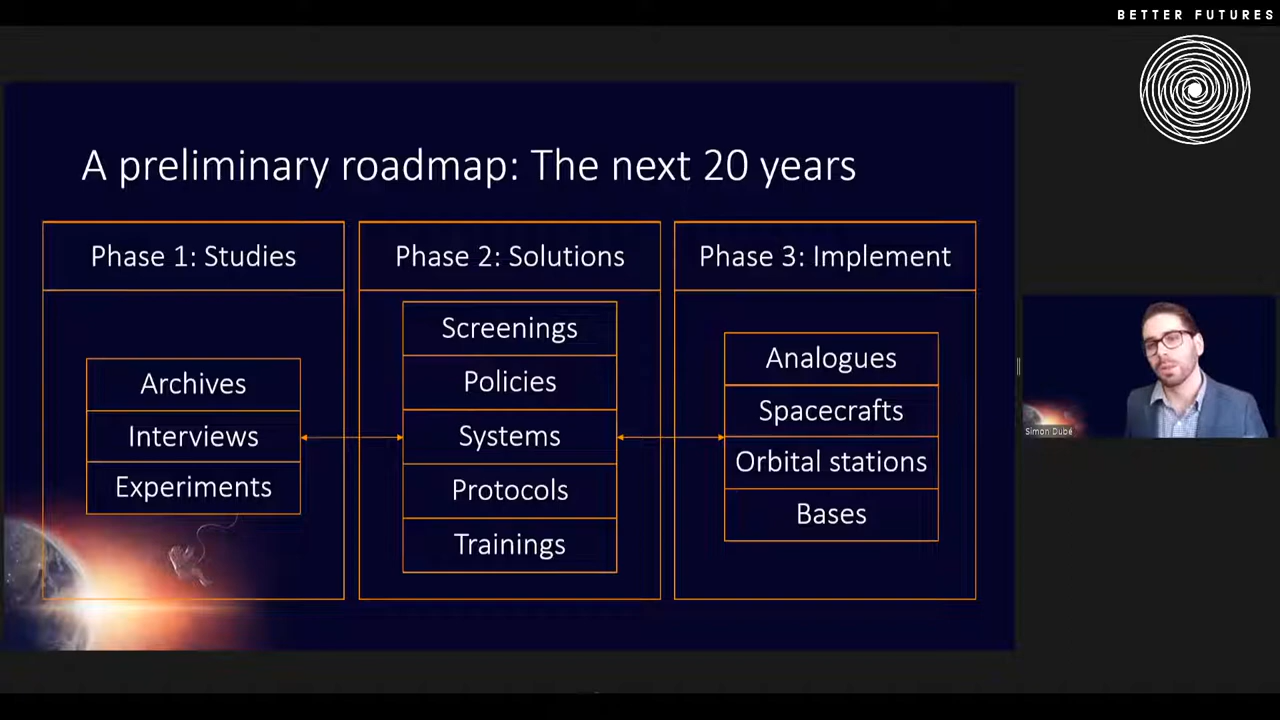 BETTER FUTURES
A preliminary roadmap: The next 20 years
Phase 1: Studies
Archives
Interviews
Experiments
Phase 2: Solutions
Screenings
Policies
Systems
Protocols
Trainings
Phase 3: Implement
Analogues
Spacecrafts
Orbital stations
Bases
Simon Dubé